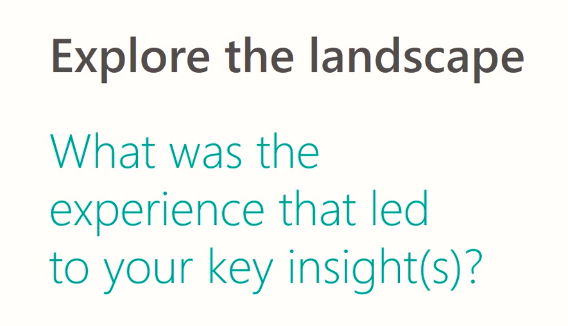 Explore the landscape
What was the
experience that led
to your key insight(s)?